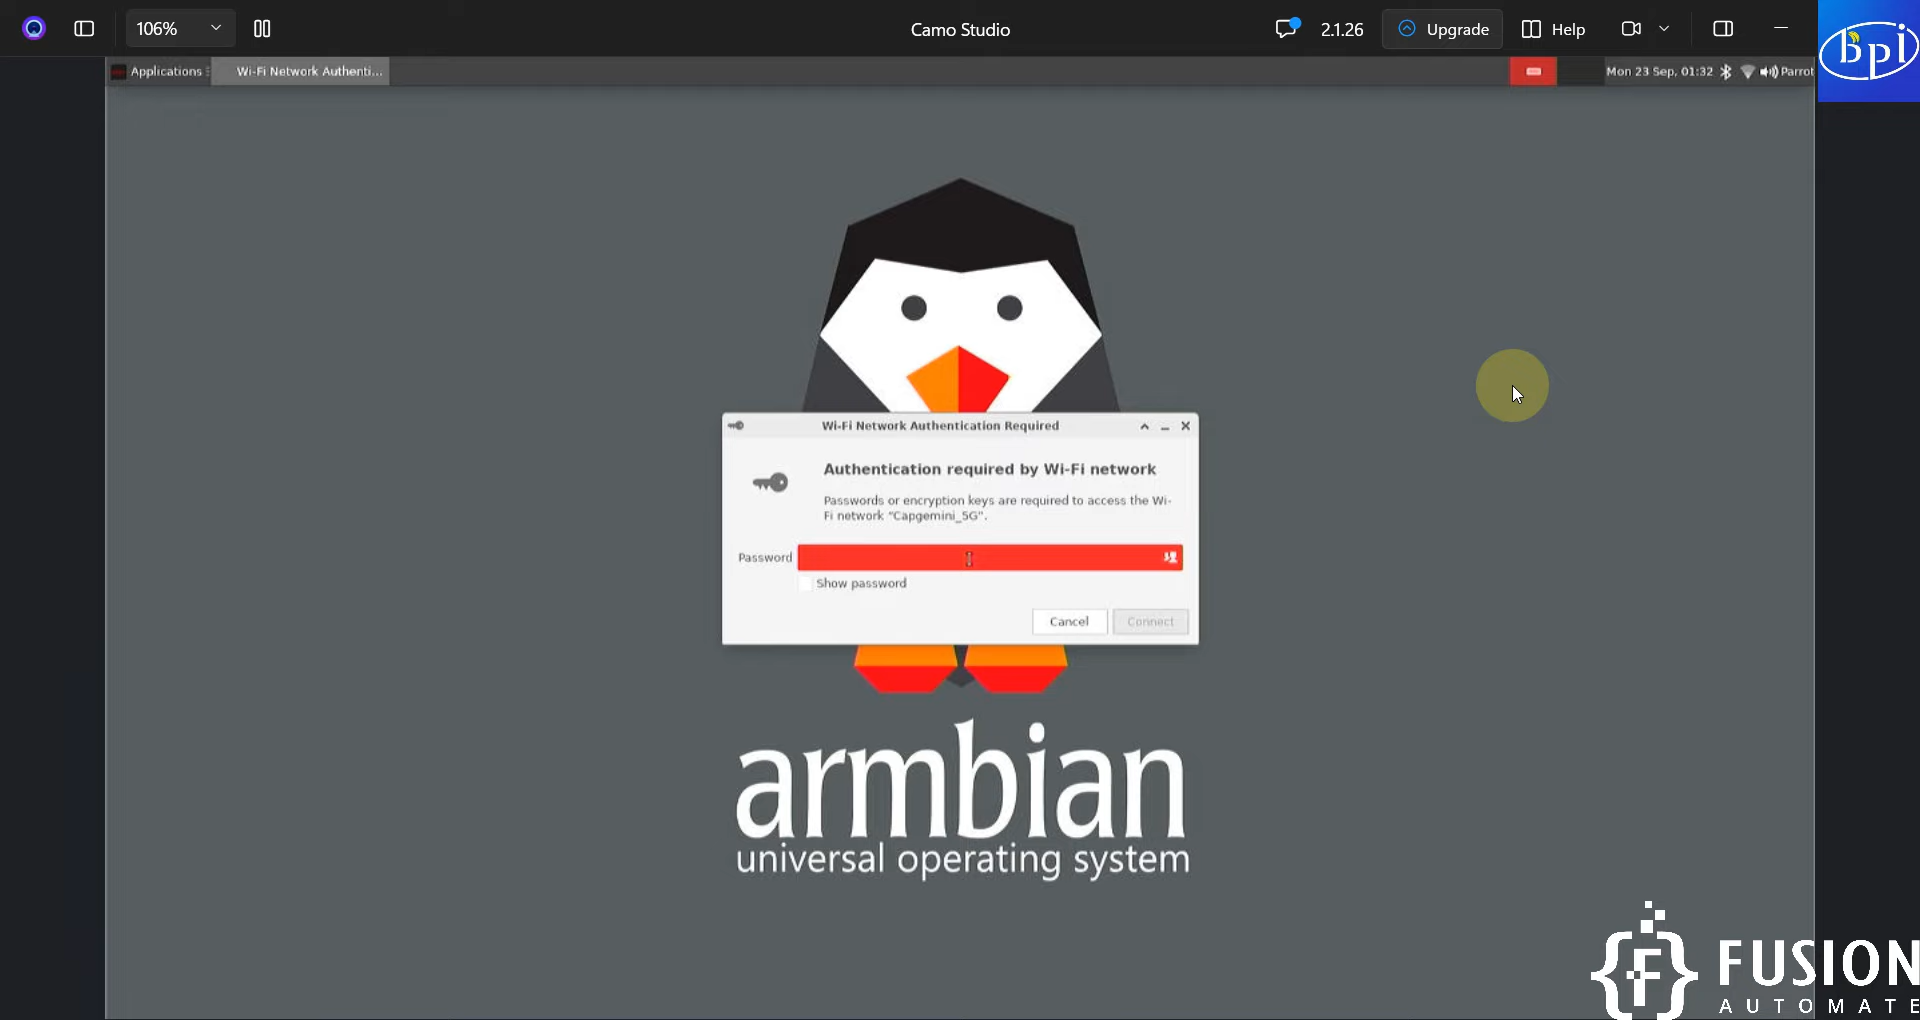 106%
Camo Studio
2.1.26
Upgrade
Help
bpi
Applications
Wi-Fi Network Authenti...
Mon 23 Sep, 01:32
Parrot
Wi-Fi Network Authentication Required
Authentication required by Wi-Fi network
Passwords or encryption keys are required to access the Wi-
Fi network "Capgemini_5G".
Password
Show password
Cancel
Connect
armbian
universal operating system
FUSION
AUTOMATE